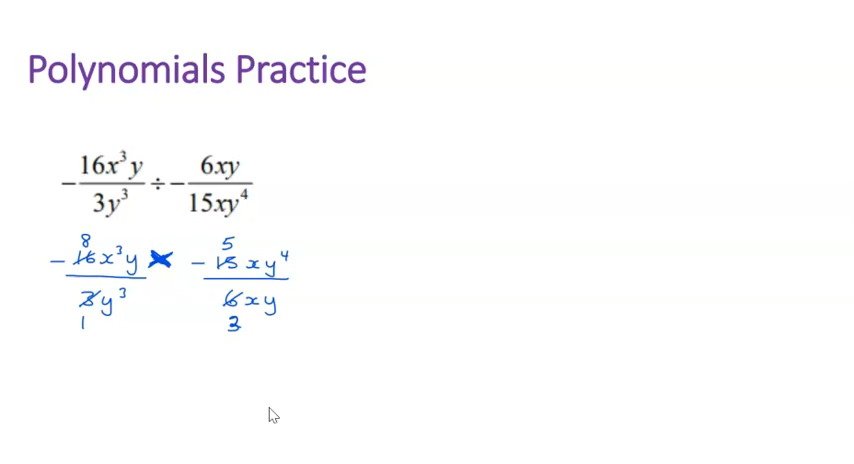 Polynomials Practice
16x³y 6xy
- ÷ -
3y³ 15xy⁴
8 5
- 16x³y × - 15xy⁴
3y³ 6xy
1 3